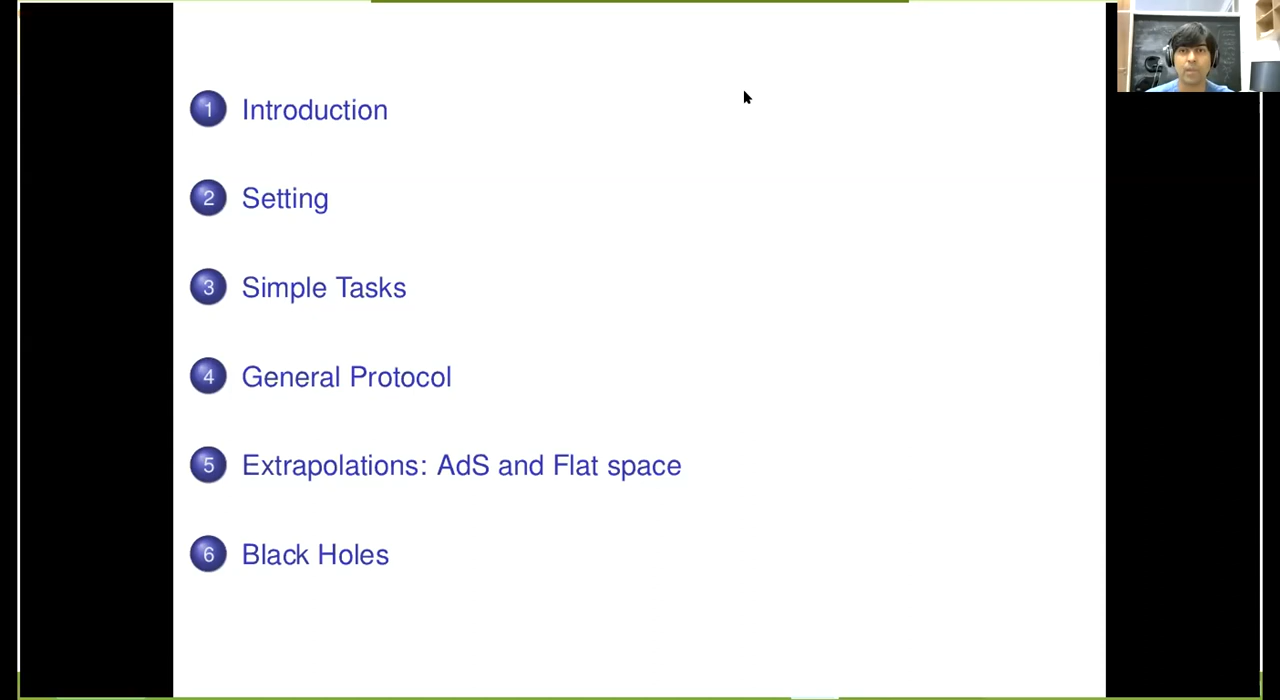 1 Introduction
2 Setting
3 Simple Tasks
4 General Protocol
5 Extrapolations: AdS and Flat space
6 Black Holes